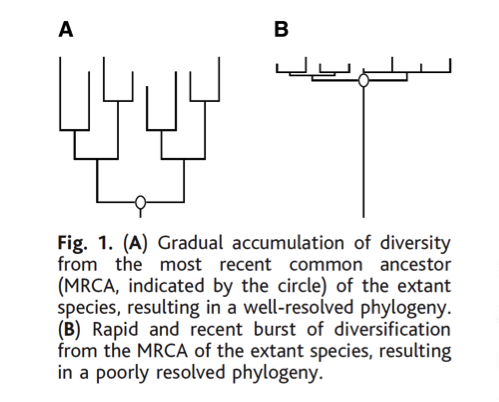 A
B
Fig. 1. (A) Gradual accumulation of diversity
from the most recent common ancestor
(MRCA, indicated by the circle) of the extant
species, resulting in a well-resolved phylogeny.
(B) Rapid and recent burst of diversification
from the MRCA of the extant species, resulting
in a poorly resolved phylogeny.